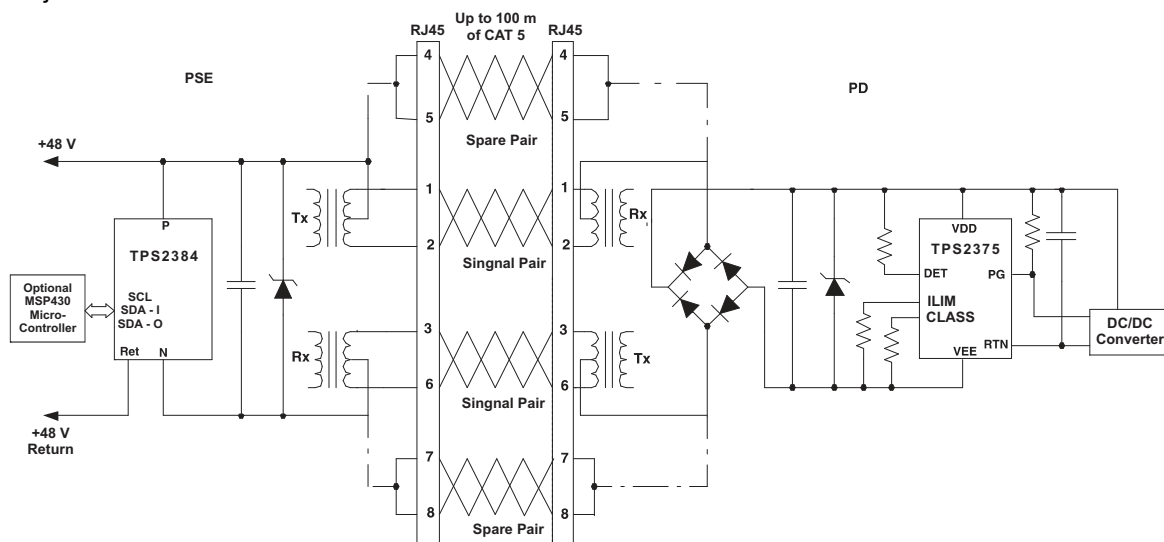 Up to 100 m
of CAT 5
RJ45
RJ45
PSE
PD
4
5
4
5
Spare Pair
+48 V
1
2
1
2
Tx
Rx
Singnal Pair
P
TPS2384
SCL
SDA - I
SDA - O
Ret
N
Optional
MSP430
Micro-
Controller
VDD
TPS2375
DET
PG
ILIM
CLASS
RTN
VEE
DC/DC
Converter
3
6
3
6
Rx
Tx
Singnal Pair
+48 V
Return
7
8
7
8
Spare Pair